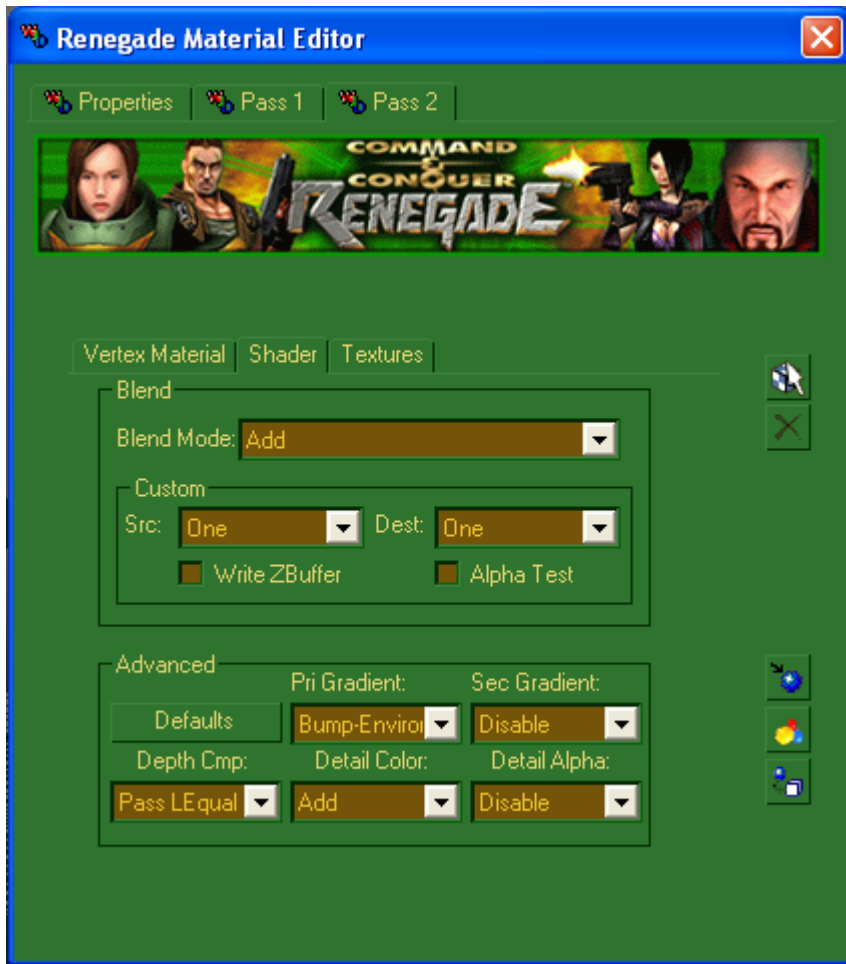 Renegade Material Editor
Properties Pass 1 Pass 2
COMMAND
&
CONQUER
RENEGADE
Vertex Material Shader Textures
Blend
Blend Mode: Add
Custom
Src: One Dest: One
Write ZBuffer Alpha Test
Advanced
Pri Gradient: Sec Gradient:
Defaults Bump-Enviro Disable
Depth Cmp: Detail Color: Detail Alpha:
Pass LEqual Add Disable